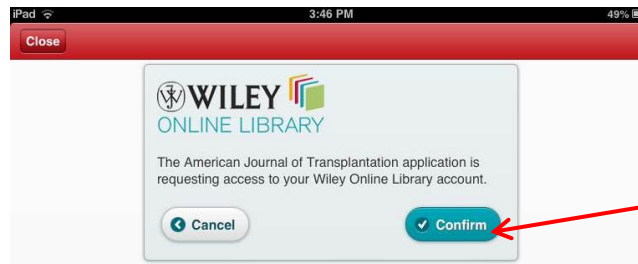 iPad 3:46 PM 49%
Close
WILEY
ONLINE LIBRARY
The American Journal of Transplantation application is
requesting access to your Wiley Online Library account.
Cancel Confirm